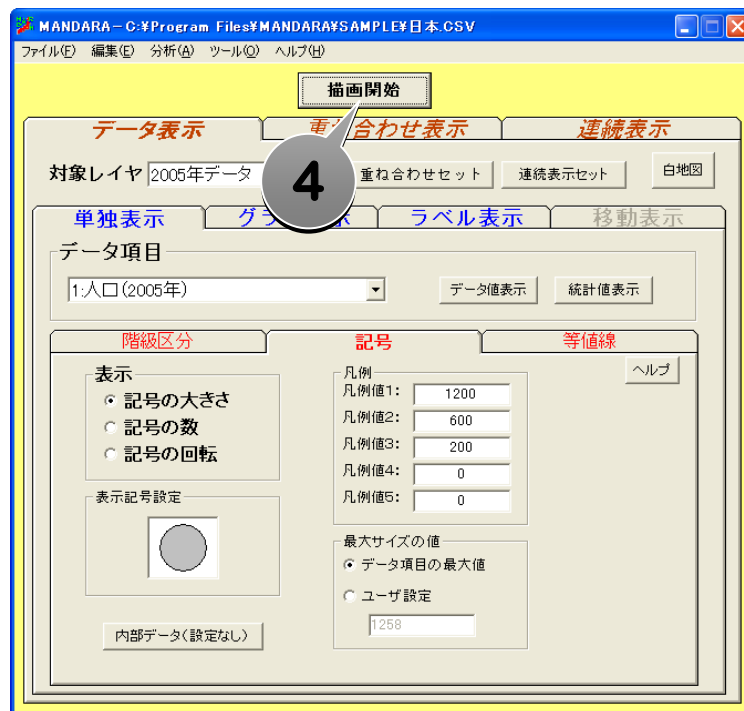 MANDARA－C:¥Program Files¥MANDARA¥SAMPLE¥日本.CSV
ファイル(F) 編集(E) 分析(A) ツール(O) ヘルプ(H)
描画開始
データ表示 重 合わせ表示 連続表示
対象レイヤ 2005年データ 4 重ね合わせセット 連続表示セット 白地図
単独表示 グラ 示 ラベル表示 移動表示
データ項目
1:人口(2005年) データ値表示 統計値表示
階級区分 記号 等値線
表示 凡例 ヘルプ
記号の大きさ 凡例値1: 1200
記号の数 凡例値2: 600
記号の回転 凡例値3: 200
凡例値4: 0
表示記号設定 凡例値5: 0
最大サイズの値
データ項目の最大値
ユーザ設定
1258
内部データ(設定なし)